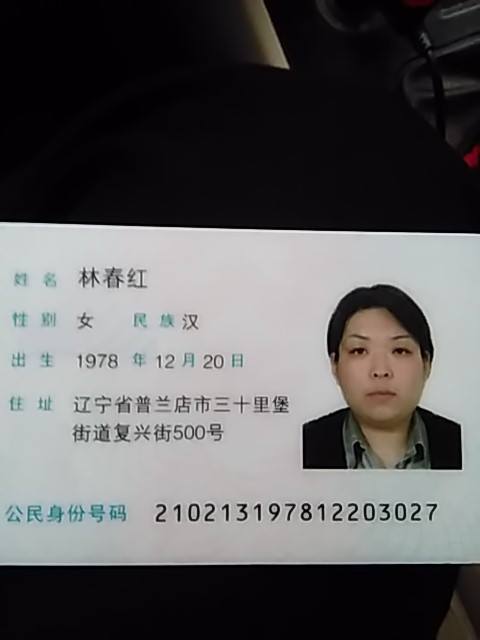 姓名 林春红
性别 女 民族 汉
出生 1978 年 12 月 20 日
住址 辽宁省普兰店市三十里堡
街道复兴街500号
公民身份号码 210213197812203027